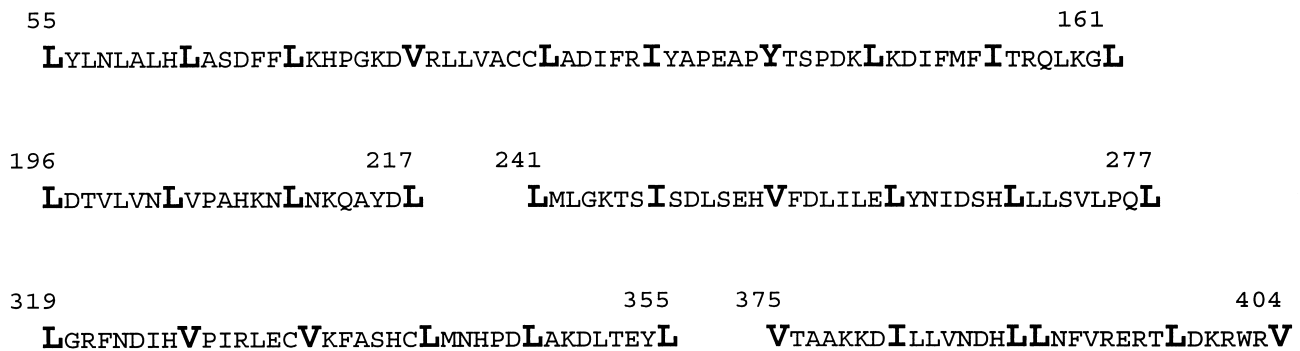 55 161
LYLNLALHLASDFFLKHPGKDVRLLVACCLADIFRIYAPEAPYTSPDKLKDIFMFITRQLKGL
196 217 241 277
LDTVLVNLVPAHKNLNKQAYDL LMLGKTSISDLSEHVFDLILELYNIDSHLLLSVLPQL
319 355 375 404
LGRFNDIHVPIRLECVKFASHCLMNHPDLAKDLTEYL VTAAKKDILLVNDHLLNFVRERTLDKRWRV